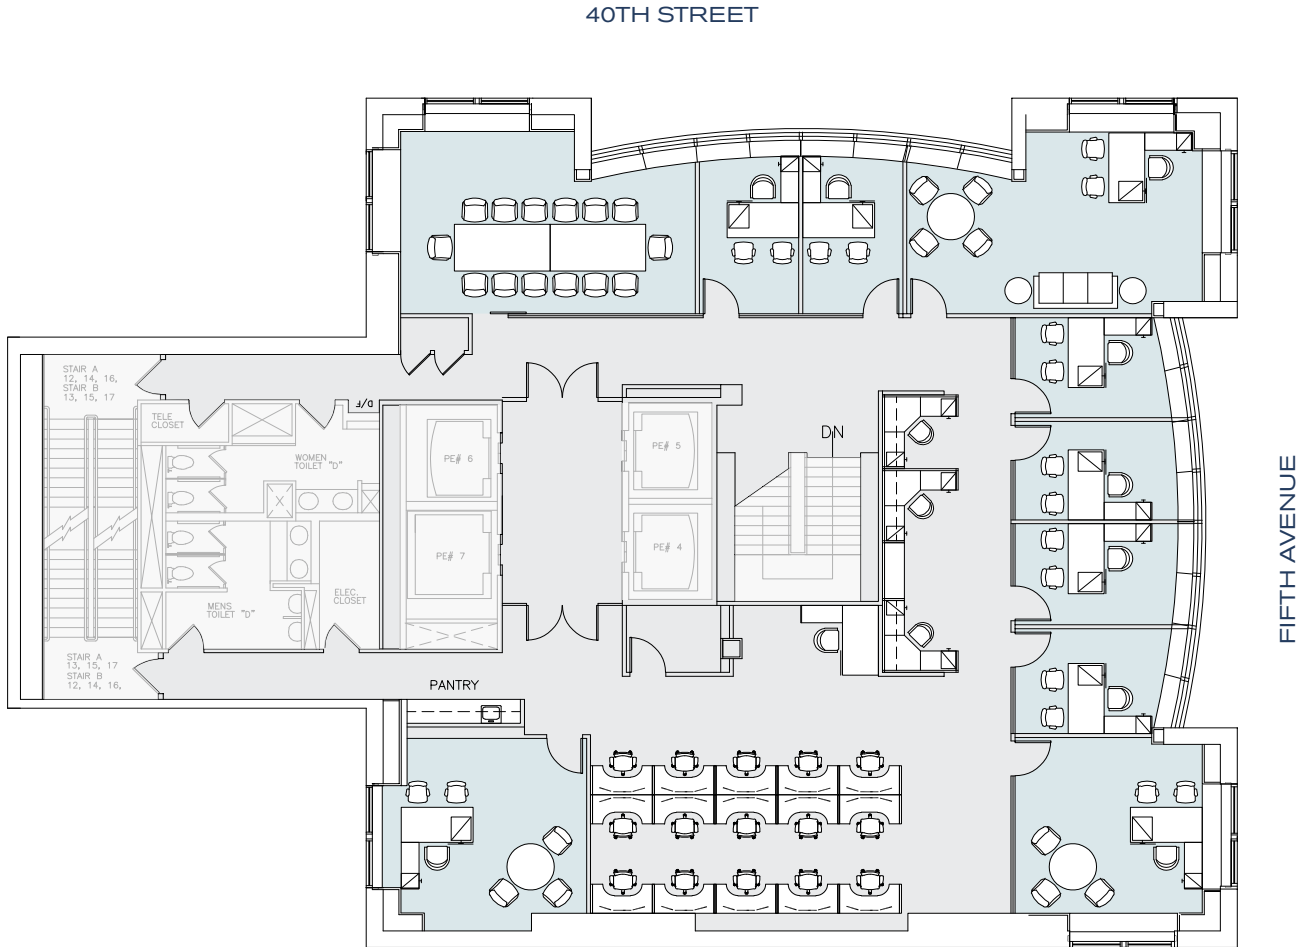 40TH STREET
STAIR A
12, 14, 16,
STAIR B
13, 15, 17
D/F
TELE
CLOSET
PE# 6
PE# 5
DN
WOMEN
TOILET "D"
FIFTH AVENUE
PE# 7
PE# 4
ELEC.
CLOSET
MENS
TOILET "D"
STAIR A
13, 15, 17
STAIR B
12, 14, 16,
PANTRY